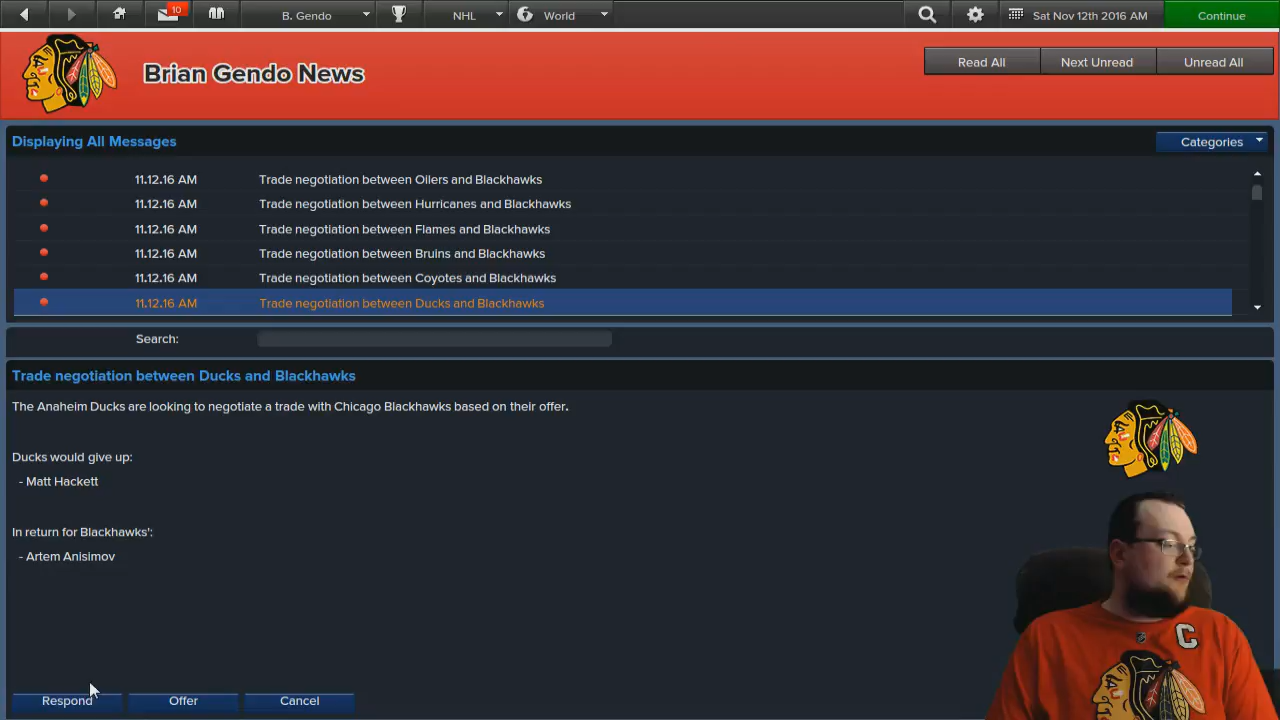 10
B. Gendo
NHL
World
Sat Nov 12th 2016 AM
Continue
Brian Gendo News
Read All
Next Unread
Unread All
Displaying All Messages
Categories
11.12.16 AM Trade negotiation between Oilers and Blackhawks
11.12.16 AM Trade negotiation between Hurricanes and Blackhawks
11.12.16 AM Trade negotiation between Flames and Blackhawks
11.12.16 AM Trade negotiation between Bruins and Blackhawks
11.12.16 AM Trade negotiation between Coyotes and Blackhawks
11.12.16 AM Trade negotiation between Ducks and Blackhawks
Search:
Trade negotiation between Ducks and Blackhawks
The Anaheim Ducks are looking to negotiate a trade with Chicago Blackhawks based on their offer.
Ducks would give up:
- Matt Hackett
In return for Blackhawks':
- Artem Anisimov
C
Respond
Offer
Cancel